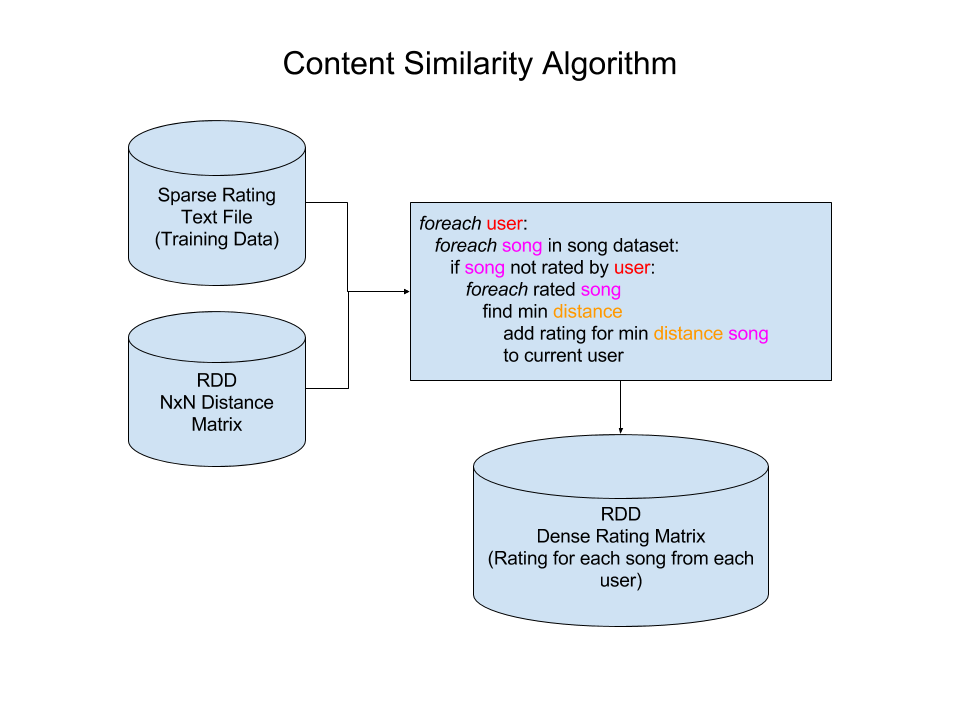 Content Similarity Algorithm
Sparse Rating
Text File
(Training Data)
RDD
NxN Distance
Matrix
foreach user:
foreach song in song dataset:
if song not rated by user:
foreach rated song
find min distance
add rating for min distance song
to current user
RDD
Dense Rating Matrix
(Rating for each song from each
user)